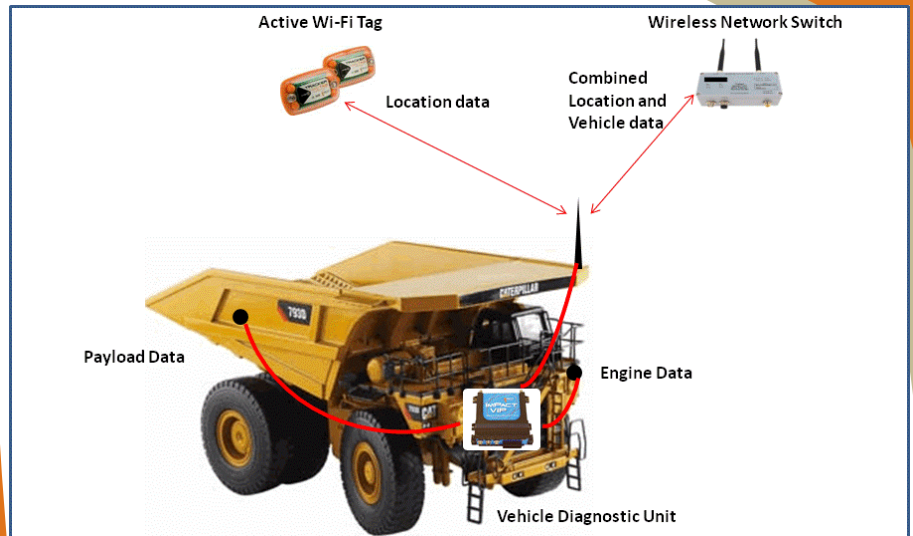 Active Wi-Fi Tag
Wireless Network Switch
Location data
Combined
Location and
Vehicle data
CATERPILLAR
793D
Payload Data
Engine Data
IMPACT
VIP
CAT
Vehicle Diagnostic Unit